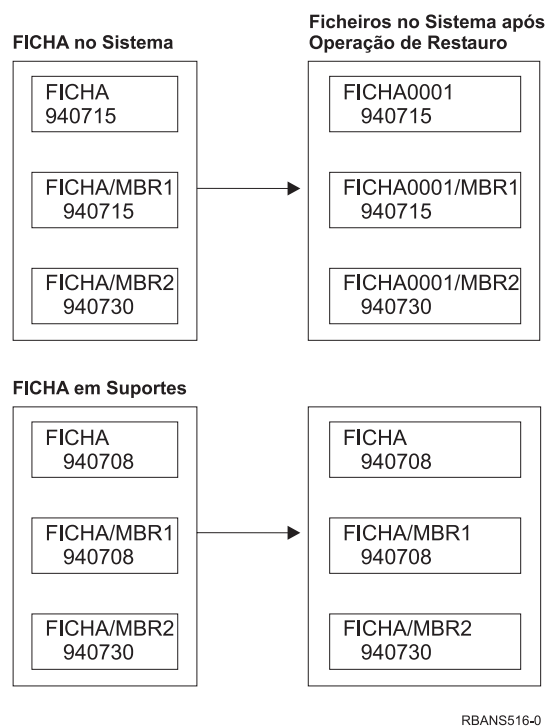 FICHA no Sistema
Ficheiros no Sistema após
Operação de Restauro
FICHA
940715
FICHA/MBR1
940715
FICHA/MBR2
940730
FICHA0001
940715
FICHA0001/MBR1
940715
FICHA0001/MBR2
940730
FICHA em Suportes
FICHA
940708
FICHA/MBR1
940708
FICHA/MBR2
940730
FICHA
940708
FICHA/MBR1
940708
FICHA/MBR2
940730
RBANS516-0